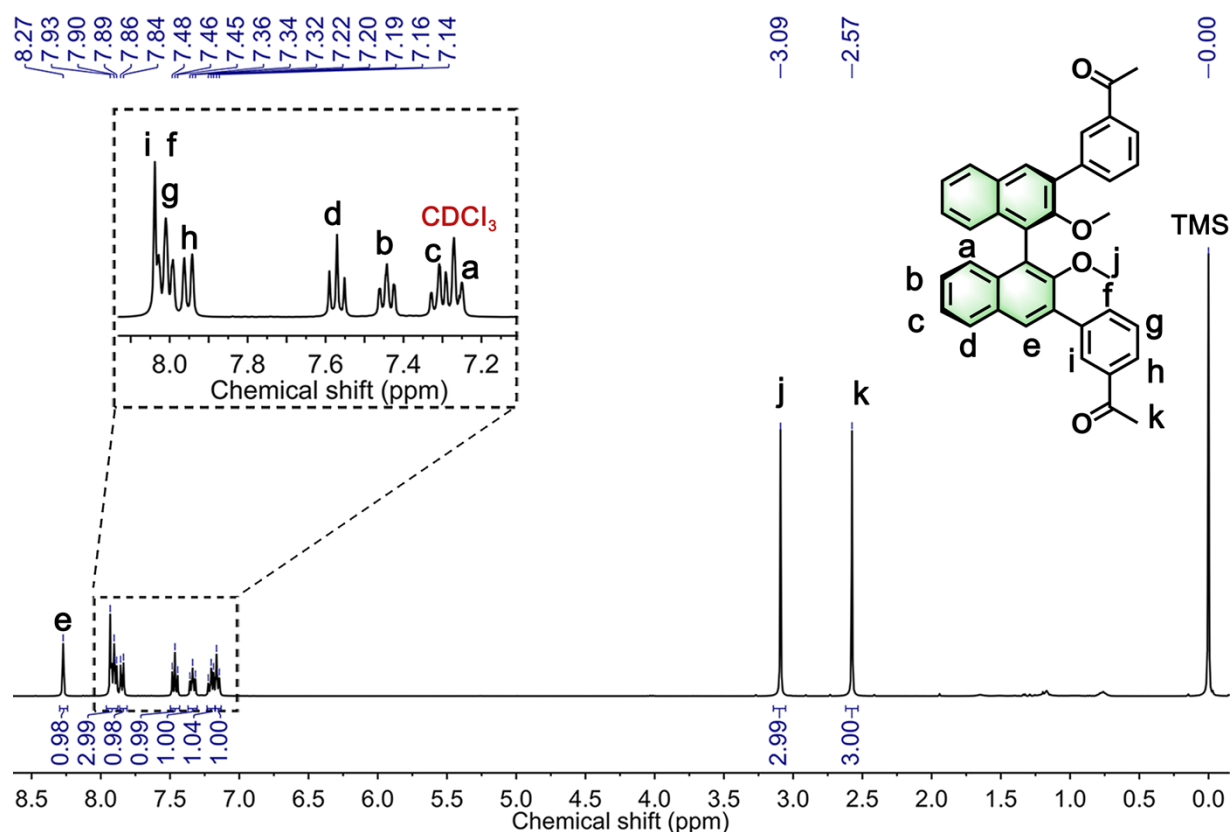 8.27
7.93
7.90
7.89
7.86
7.84
7.48
7.46
7.45
7.36
7.34
7.32
7.22
7.20
7.19
7.16
7.14
–3.09
–2.57
–0.00
i f
g
h
d
b
c
CDCl3
a
8.0 7.8 7.6 7.4 7.2
Chemical shift (ppm)
O
O
O
a
b
c
d
e
j
f
g
h
i
k
O
TMS
e
j
k
0.98
2.99
0.98
0.99
1.00
1.04
1.00
2.99
3.00
8.5 8.0 7.5 7.0 6.5 6.0 5.5 5.0 4.5 4.0 3.5 3.0 2.5 2.0 1.5 1.0 0.5 0.0
Chemical shift (ppm)